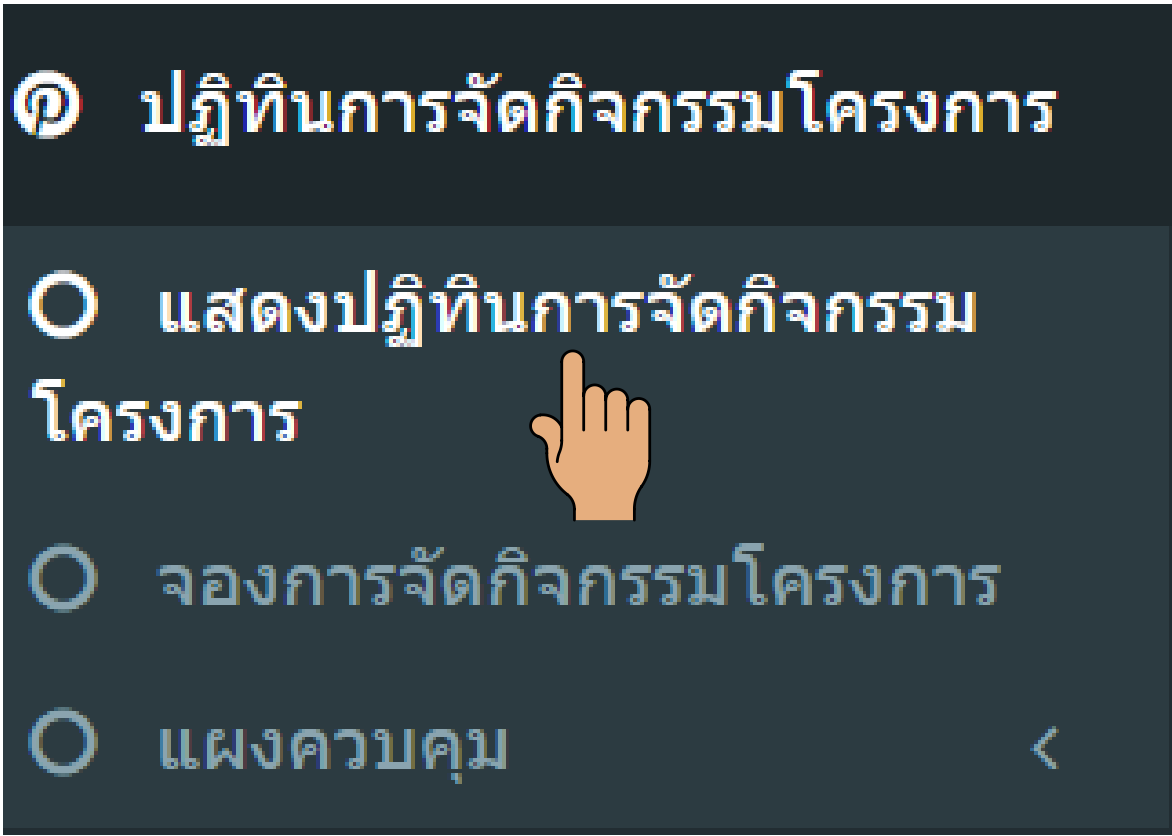 ปฏิทินการจัดกิจกรรมโครงการ
แสดงปฏิทินการจัดกิจกรรม
โครงการ
จองการจัดกิจกรรมโครงการ
แผงควบคุม